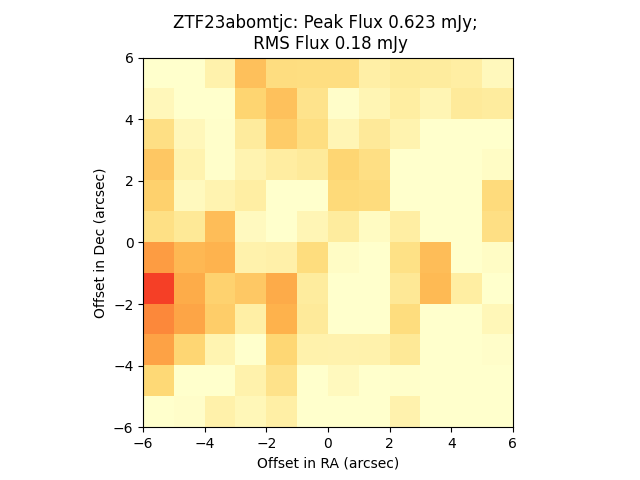 ZTF23abomtjc: Peak Flux 0.623 mJy;
RMS Flux 0.18 mJy
6
4
2
0
−2
−4
−6
Offset in Dec (arcsec)
−6 −4 −2 0 2 4 6
Offset in RA (arcsec)